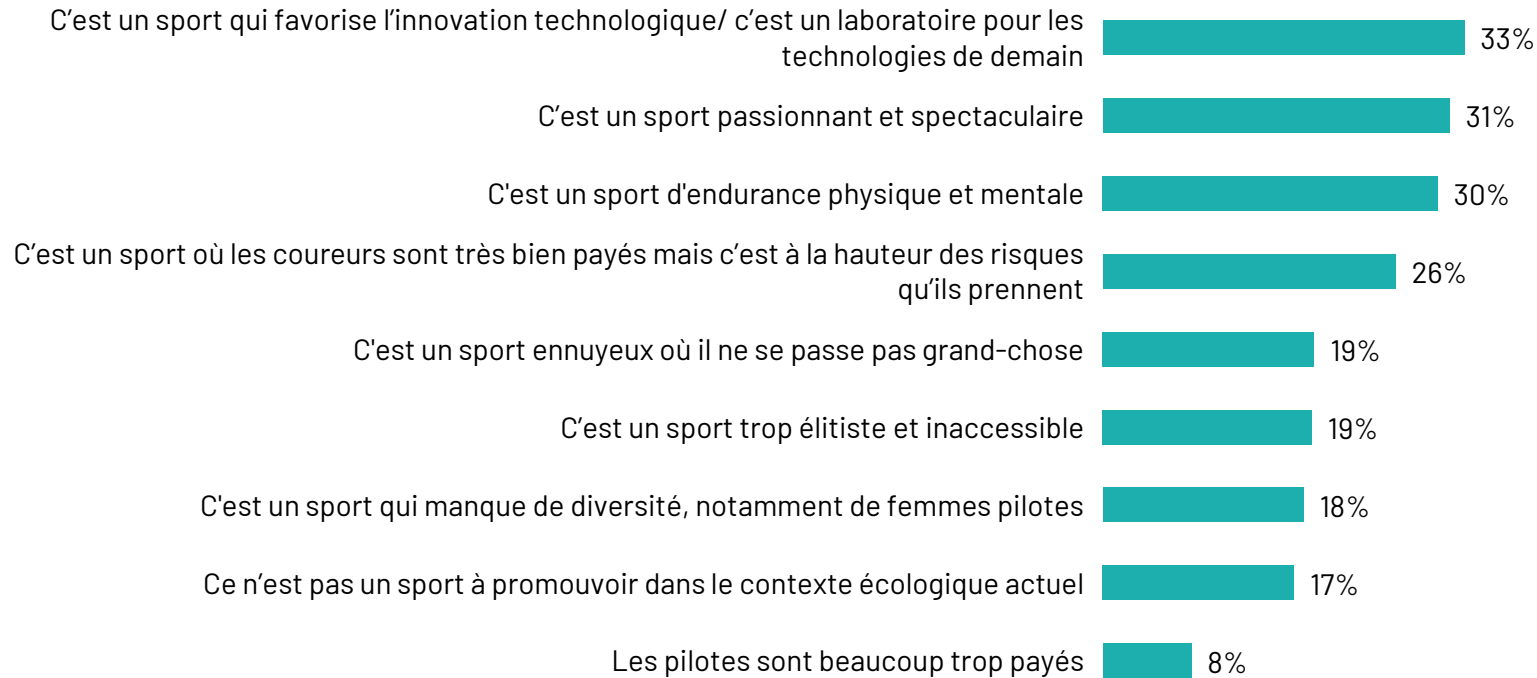 C’est un sport qui favorise l’innovation technologique/ c’est un laboratoire pour les
technologies de demain
33%
C’est un sport passionnant et spectaculaire
31%
C'est un sport d'endurance physique et mentale
30%
C’est un sport où les coureurs sont très bien payés mais c’est à la hauteur des risques
qu’ils prennent
26%
C'est un sport ennuyeux où il ne se passe pas grand-chose
19%
C’est un sport trop élitiste et inaccessible
19%
C'est un sport qui manque de diversité, notamment de femmes pilotes
18%
Ce n’est pas un sport à promouvoir dans le contexte écologique actuel
17%
Les pilotes sont beaucoup trop payés
8%